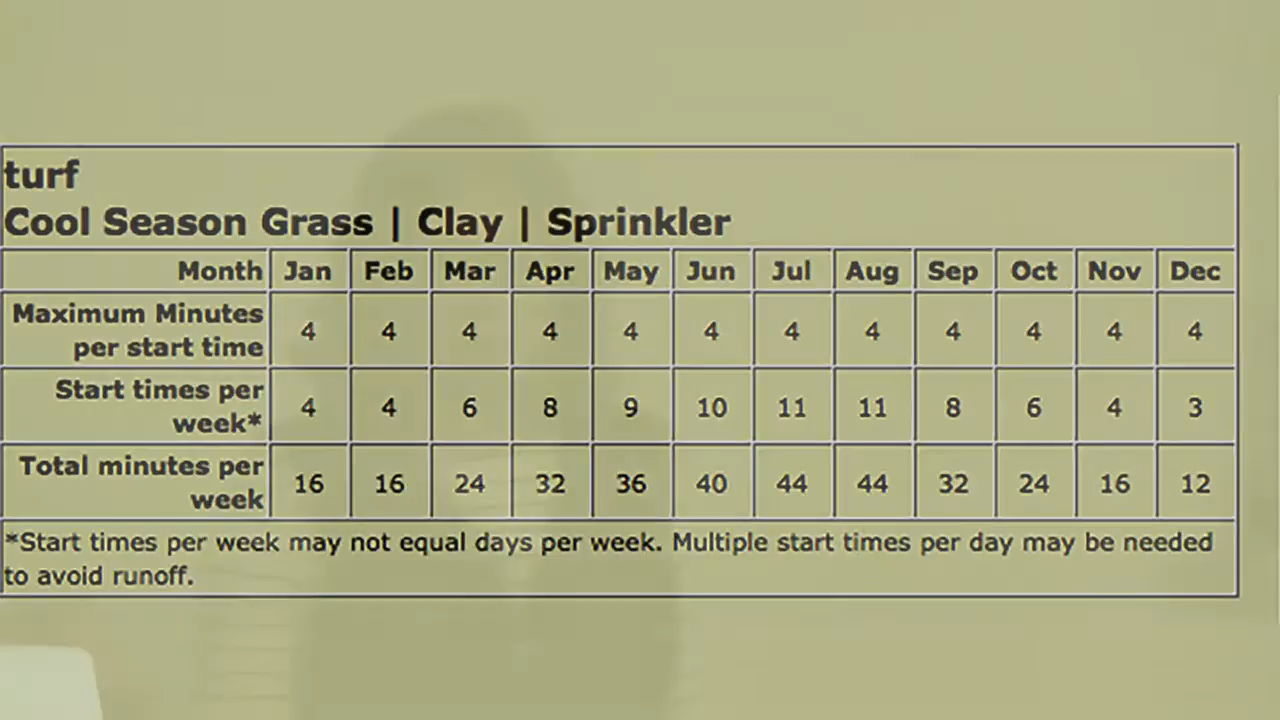 turf
Cool Season Grass | Clay | Sprinkler
Month Jan Feb Mar Apr May Jun Jul Aug Sep Oct Nov Dec
Maximum Minutes
per start time 4 4 4 4 4 4 4 4 4 4 4 4
Start times per
week* 4 4 6 8 9 10 11 11 8 6 4 3
Total minutes per
week 16 16 24 32 36 40 44 44 32 24 16 12
*Start times per week may not equal days per week. Multiple start times per day may be needed
to avoid runoff.